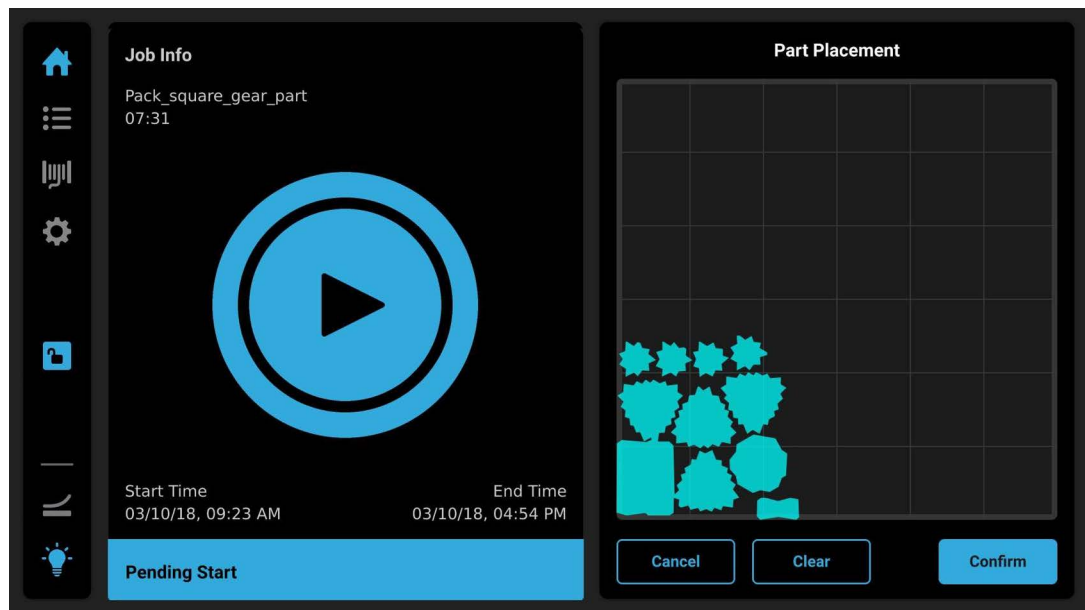 Job Info
Pack_square_gear_part
07:31
Start Time
03/10/18, 09:23 AM
End Time
03/10/18, 04:54 PM
Pending Start
Part Placement
Cancel
Clear
Confirm